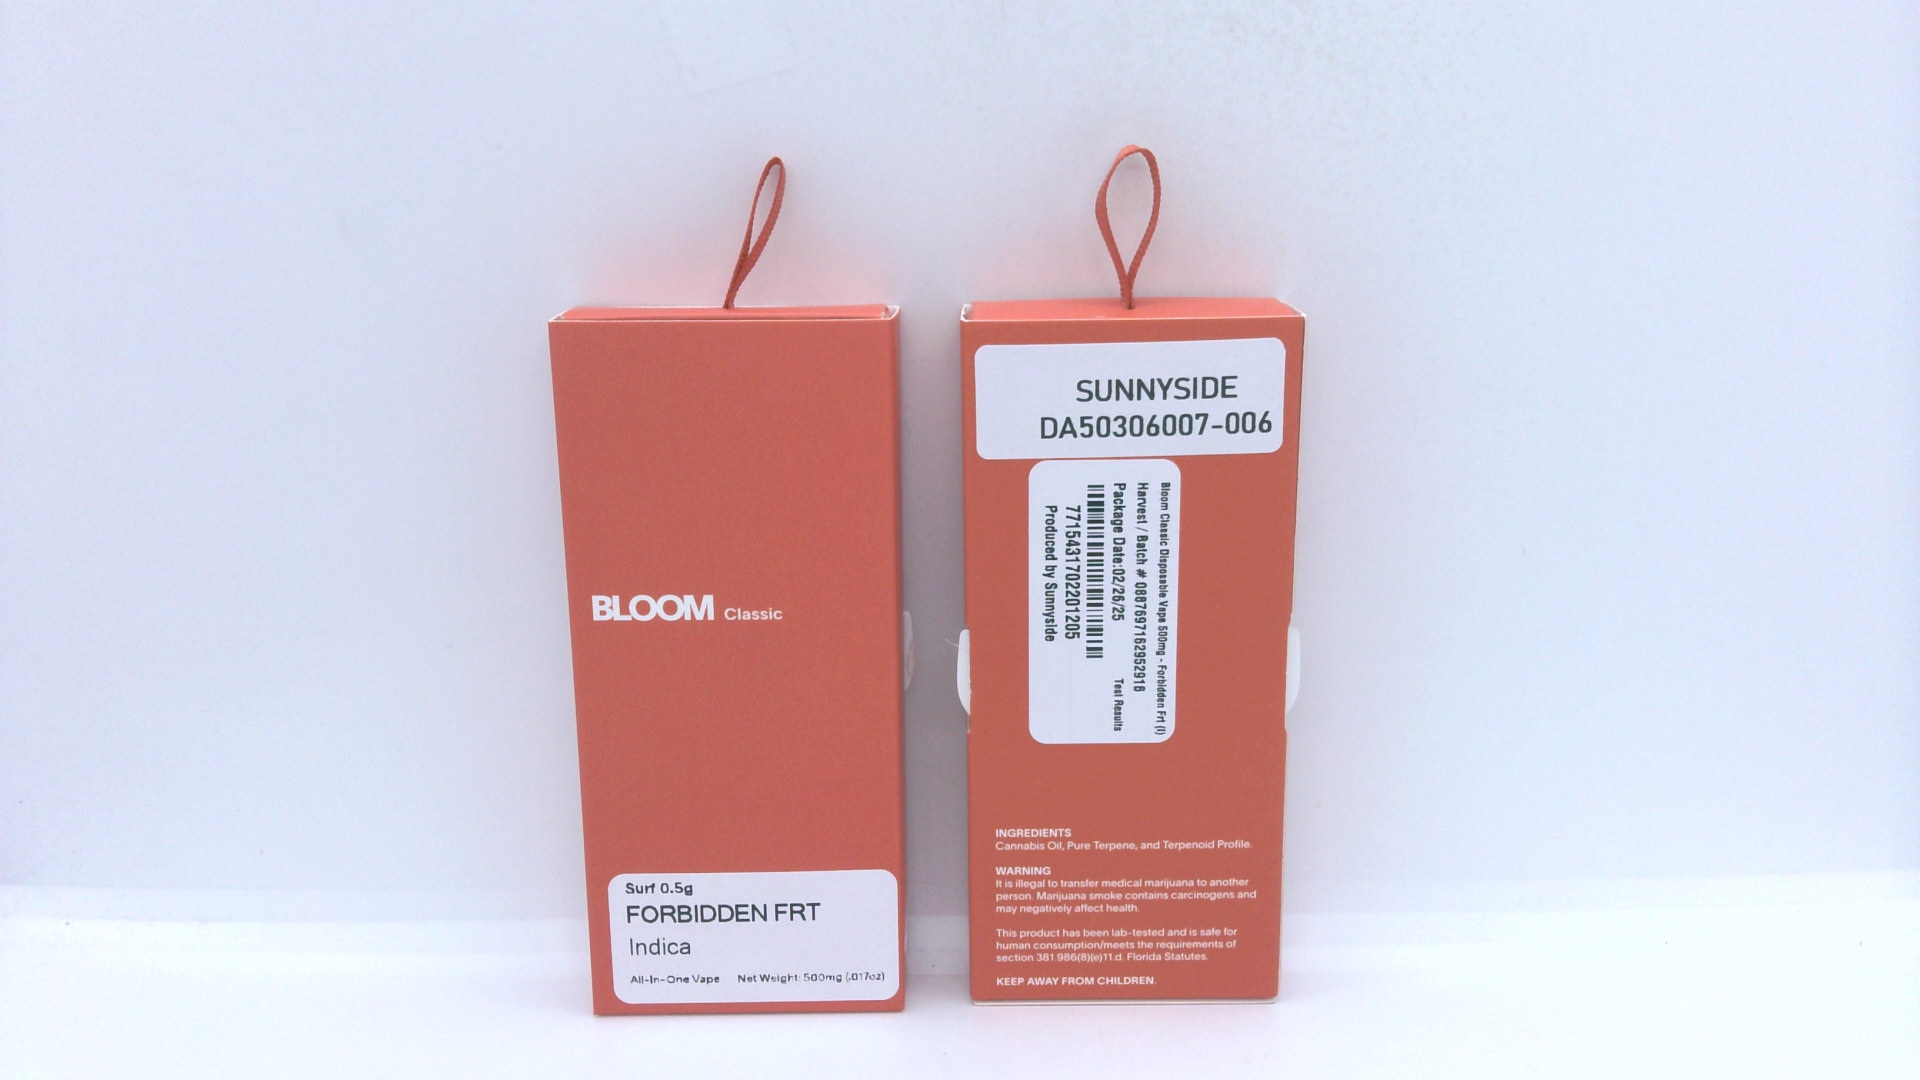 BLOOM Classic
Surf 0.5g
FORBIDDEN FRT
Indica
All-In-One Vape Net Weight: 500mg (.017oz)
SUNNYSIDE
DA50306007-006
Bloom Classic Disposable Vape 500mg - Forbidden Frt (I)
Harvest / Batch # 0887697162952916
Package Date:02/26/25 Test Results
7715431702201205
Produced by Sunnyside
INGREDIENTS
Cannabis Oil, Pure Terpene, and Terpenoid Profile.
WARNING
It is illegal to transfer medical marijuana to another
person. Marijuana smoke contains carcinogens and
may negatively affect health.
This product has been lab-tested and is safe for
human consumption/meets the requirements of
section 381.986(8)(e)11.d. Florida Statutes.
KEEP AWAY FROM CHILDREN.